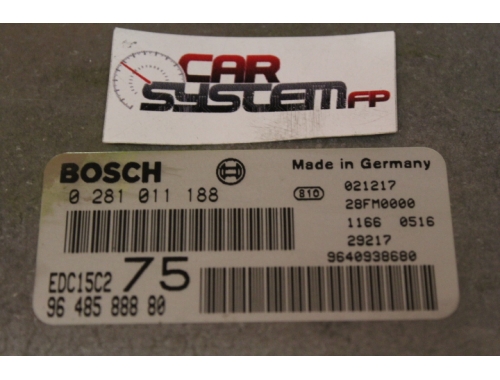 CAR
SYSTEM FP
BOSCH
0 281 011 188
EDC15C2 75
96 485 888 80
Made in Germany
810 021217
28FM0000
1166 0516
29217
9640938680